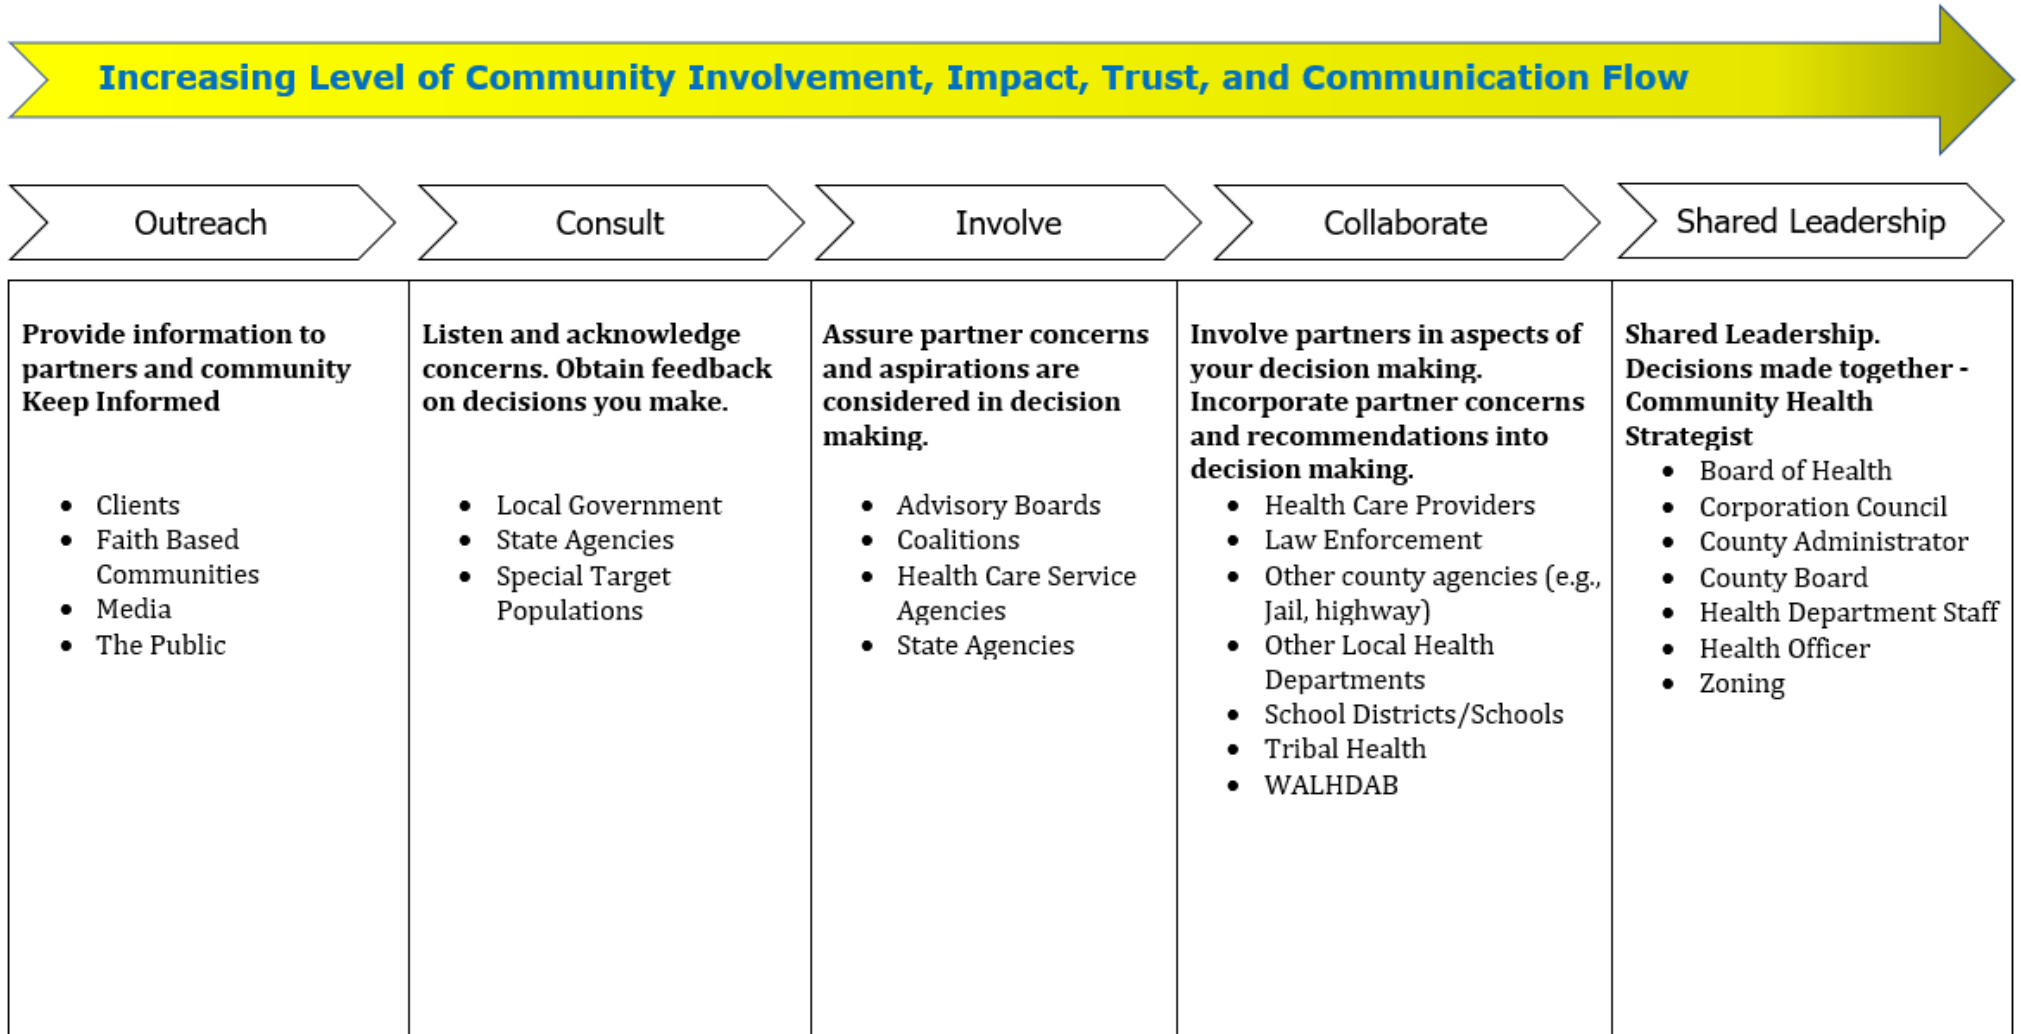 Increasing Level of Community Involvement, Impact, Trust, and Communication Flow
Outreach
Consult
Involve
Collaborate
Shared Leadership
Provide information to
partners and community
Keep Informed
• Clients
• Faith Based
Communities
• Media
• The Public
Listen and acknowledge
concerns. Obtain feedback
on decisions you make.
• Local Government
• State Agencies
• Special Target
Populations
Assure partner concerns
and aspirations are
considered in decision
making.
• Advisory Boards
• Coalitions
• Health Care Service
Agencies
• State Agencies
Involve partners in aspects of
your decision making.
Incorporate partner concerns
and recommendations into
decision making.
• Health Care Providers
• Law Enforcement
• Other county agencies (e.g.,
Jail, highway)
• Other Local Health
Departments
• School Districts/Schools
• Tribal Health
• WALHDAB
Shared Leadership.
Decisions made together -
Community Health
Strategist
• Board of Health
• Corporation Council
• County Administrator
• County Board
• Health Department Staff
• Health Officer
• Zoning